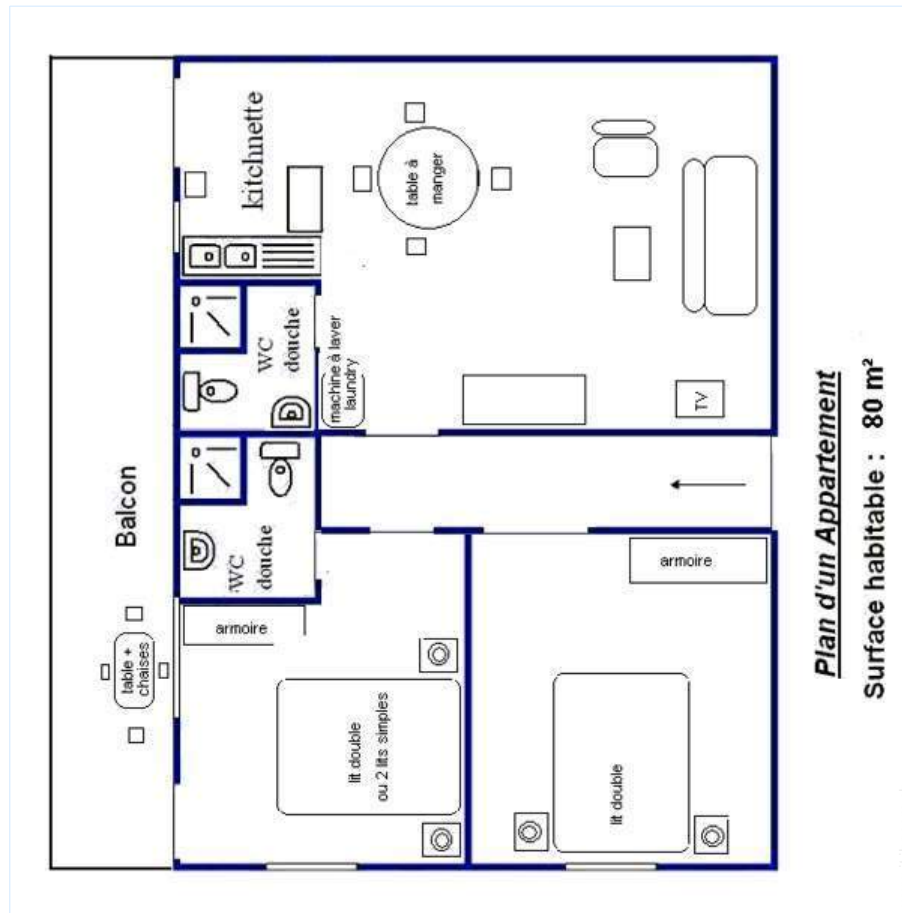 kitchnette
table à
manger
WC
douche
machine à laver
laundry
TV
Balcon
WC
douche
armoire
armoire
table +
chaises
lit double
ou 2 lits simples
lit double
Plan d'un Appartement
Surface habitable : 80 m²